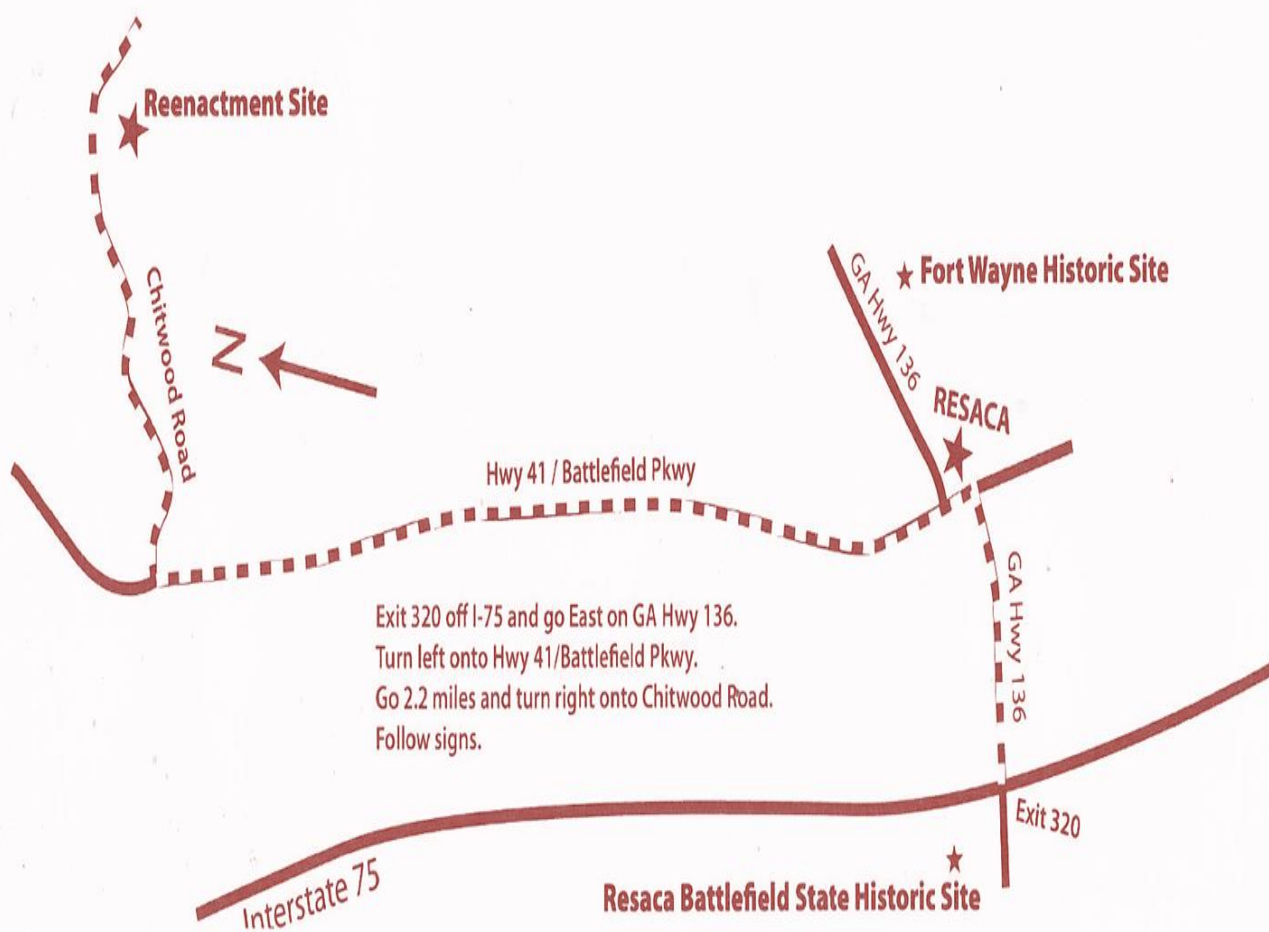 Reenactment Site
Chitwood Road
N
GA Hwy 136
Fort Wayne Historic Site
RESACA
Hwy 41 / Battlefield Pkwy
GA Hwy 136
Exit 320 off I-75 and go East on GA Hwy 136.
Turn left onto Hwy 41/Battlefield Pkwy.
Go 2.2 miles and turn right onto Chitwood Road.
Follow signs.
Exit 320
Interstate 75
Resaca Battlefield State Historic Site